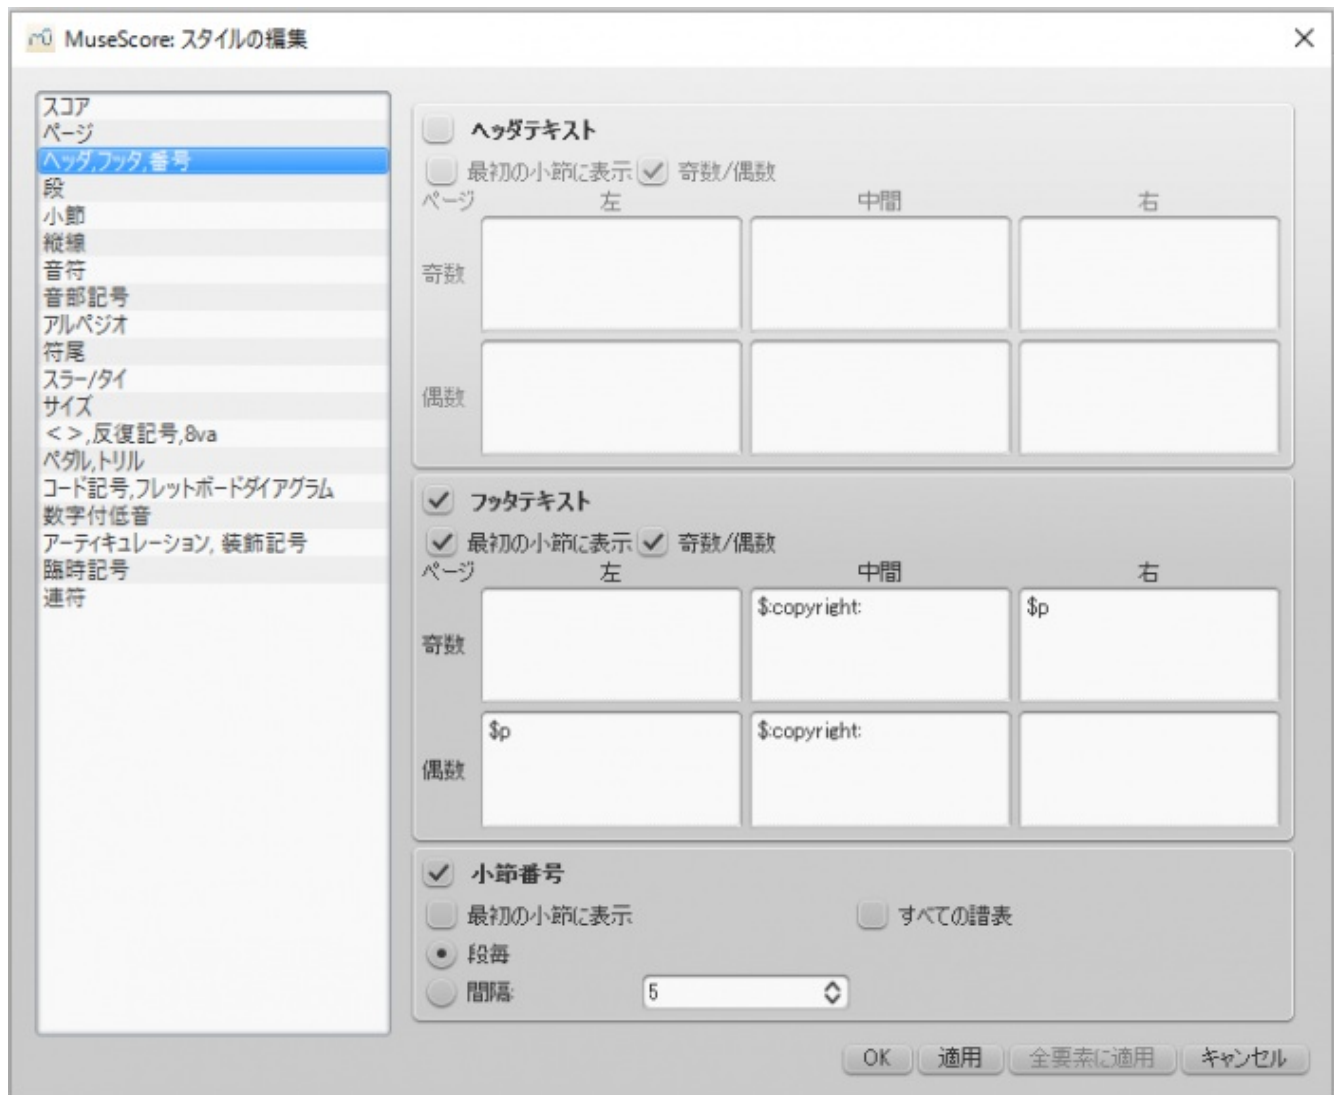 MuseScore: スタイルの編集
スコア
ページ
ヘッダ,フッタ,番号
段
小節
縦線
音符
音部記号
アルペジオ
符尾
スラー/タイ
サイズ
< >,反復記号,8va
ペダル,トリル
コード記号,フレットボードダイアグラム
数字付低音
アーティキュレーション, 装飾記号
臨時記号
連符
ヘッダテキスト
最初の小節に表示 奇数/偶数
ページ 左 中間 右
奇数
偶数
フッタテキスト
最初の小節に表示 奇数/偶数
ページ 左 中間 右
奇数 $:copyright: $p
偶数 $p $:copyright:
小節番号
最初の小節に表示 すべての譜表
段毎
間隔: 5
OK 適用 全要素に適用 キャンセル